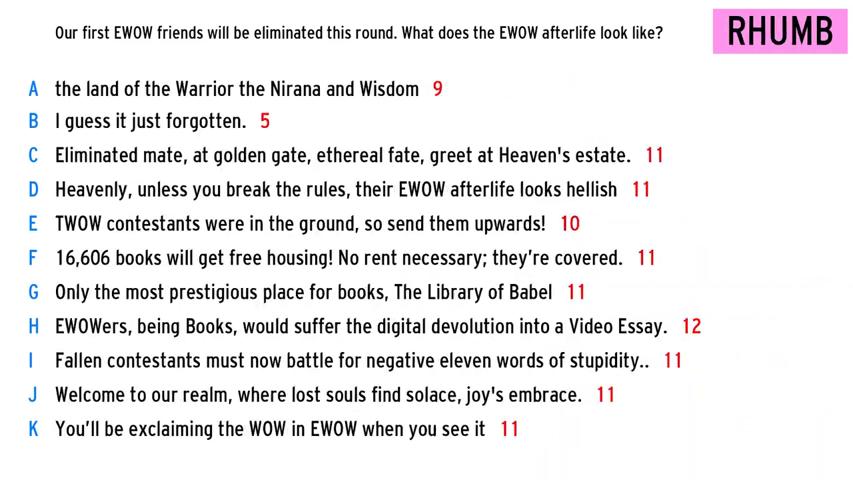 Our first EWOW friends will be eliminated this round. What does the EWOW afterlife look like?
RHUMB
A the land of the Warrior the Nirana and Wisdom 9
B I guess it just forgotten. 5
C Eliminated mate, at golden gate, ethereal fate, greet at Heaven's estate. 11
D Heavenly, unless you break the rules, their EWOW afterlife looks hellish 11
E TWOW contestants were in the ground, so send them upwards! 10
F 16,606 books will get free housing! No rent necessary; they’re covered. 11
G Only the most prestigious place for books, The Library of Babel 11
H EWOWers, being Books, would suffer the digital devolution into a Video Essay. 12
I Fallen contestants must now battle for negative eleven words of stupidity.. 11
J Welcome to our realm, where lost souls find solace, joy's embrace. 11
K You’ll be exclaiming the WOW in EWOW when you see it 11